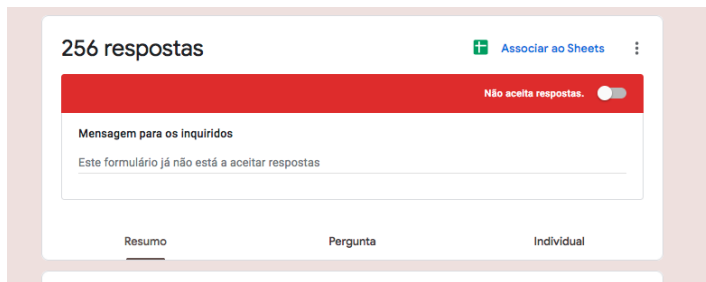 256 respostas
Associar ao Sheets
Não aceita respostas.
Mensagem para os inquiridos
Este formulário já não está a aceitar respostas
Resumo Pergunta Individual